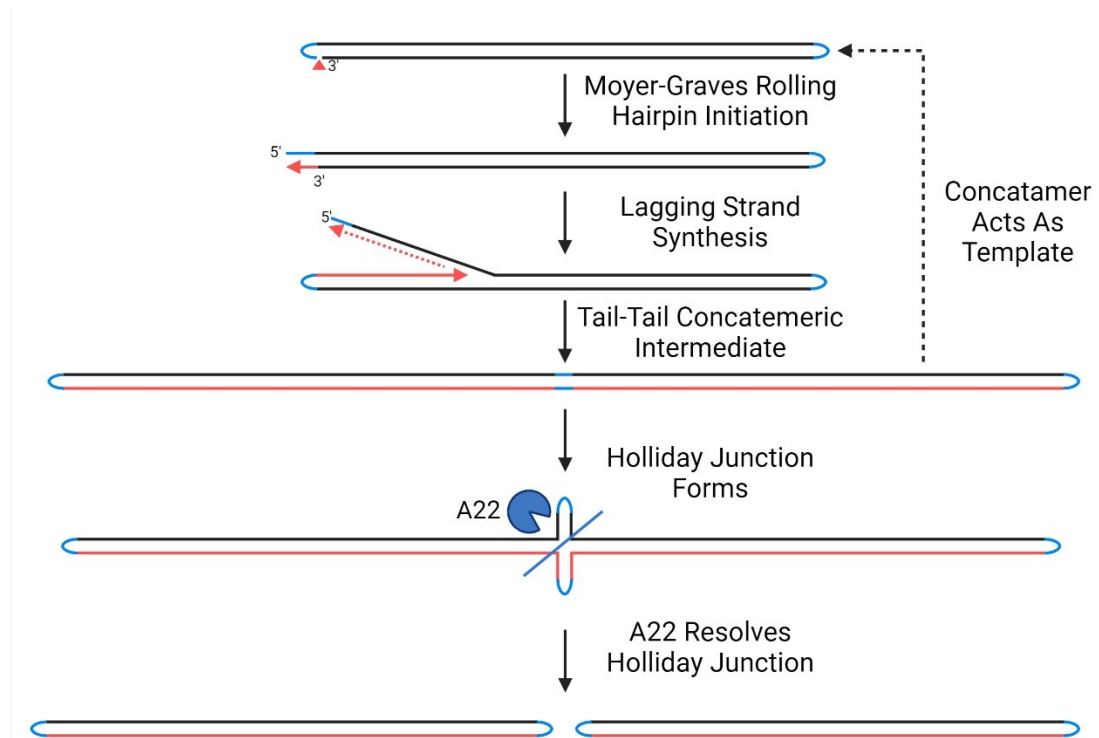 3'
Moyer-Graves Rolling
Hairpin Initiation
5'
3'
Concatamer
Acts As
Template
Lagging Strand
Synthesis
5'
Tail-Tail Concatemeric
Intermediate
Holliday Junction
Forms
A22
A22 Resolves
Holliday Junction